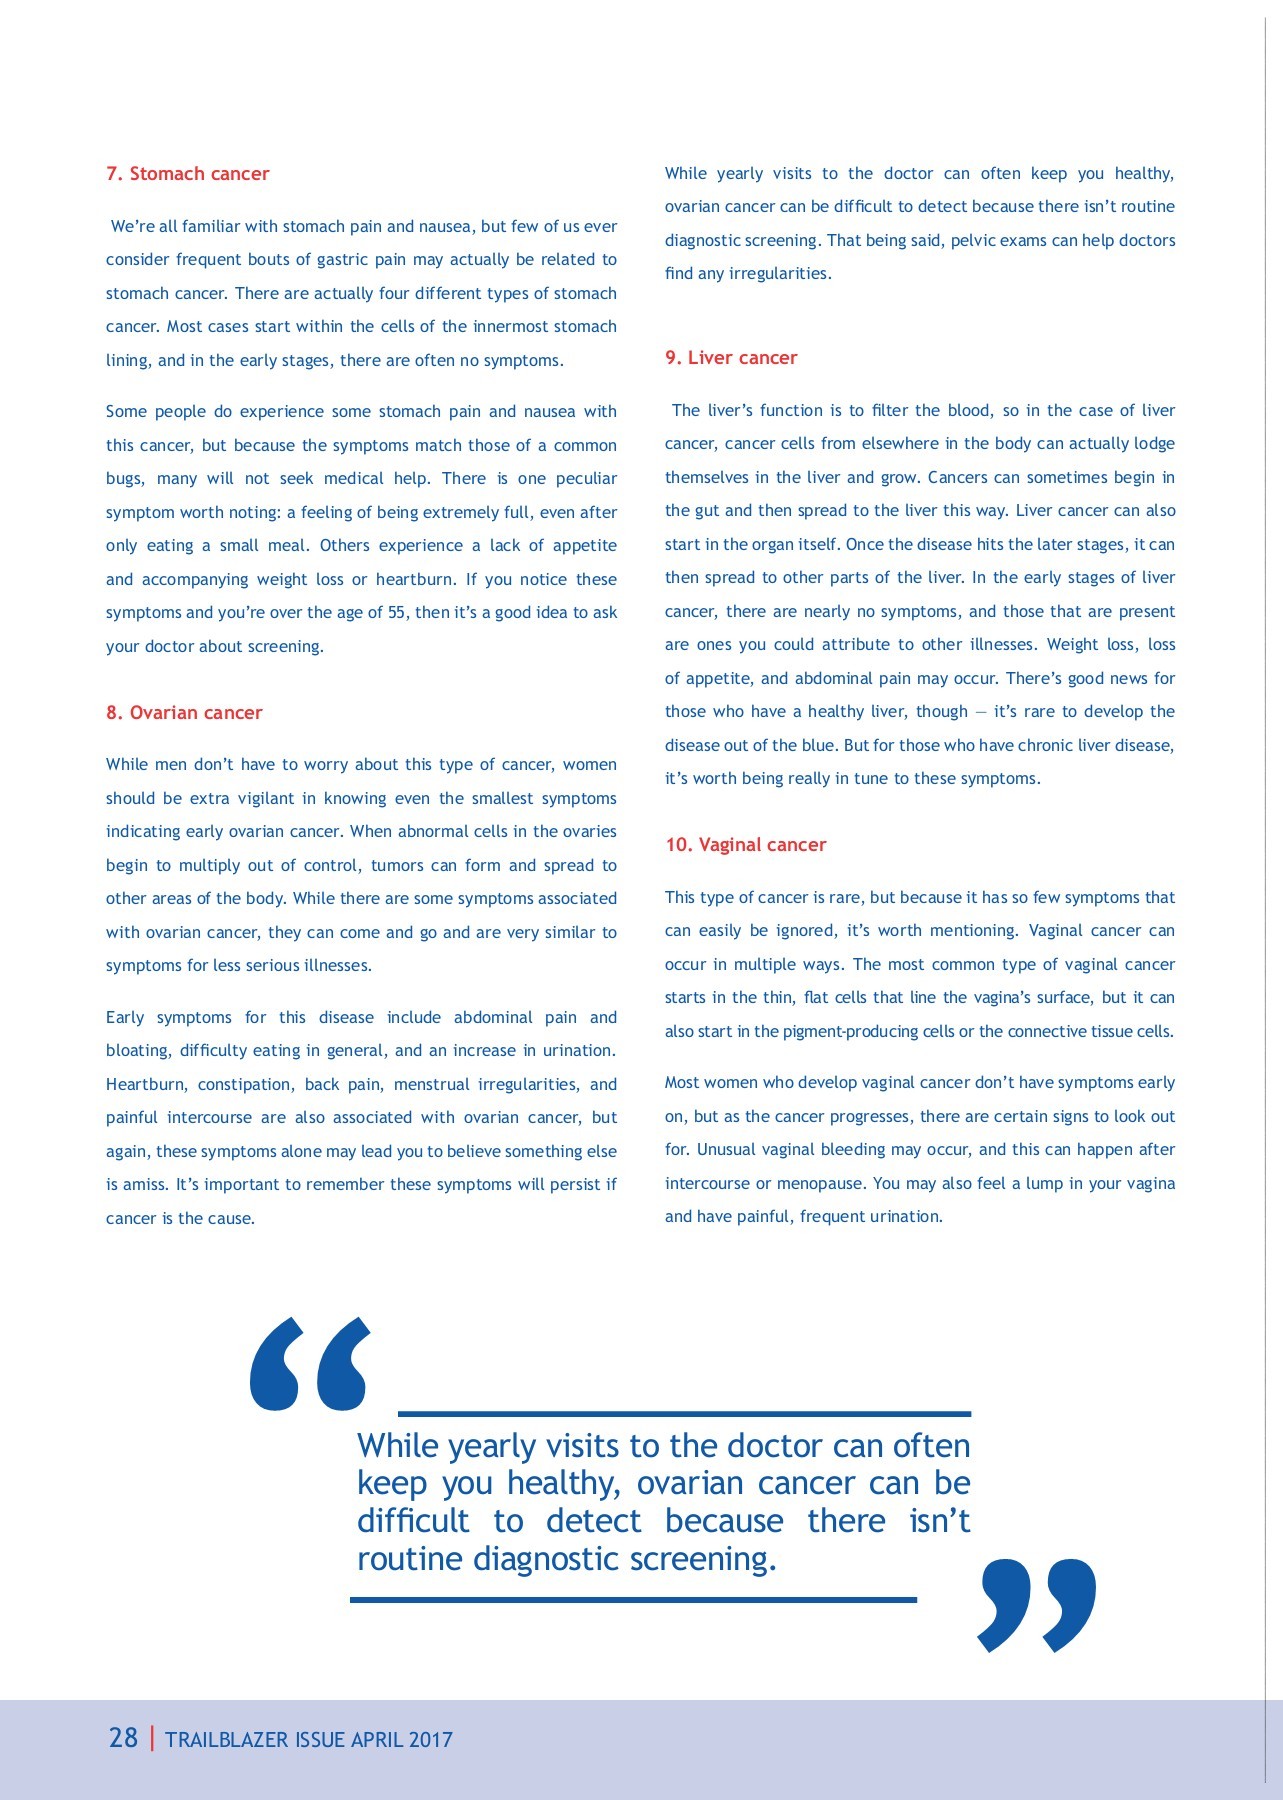 7. Stomach cancer
We’re all familiar with stomach pain and nausea, but few of us ever
consider frequent bouts of gastric pain may actually be related to
stomach cancer. There are actually four different types of stomach
cancer. Most cases start within the cells of the innermost stomach
lining, and in the early stages, there are often no symptoms.
Some people do experience some stomach pain and nausea with
this cancer, but because the symptoms match those of a common
bugs, many will not seek medical help. There is one peculiar
symptom worth noting: a feeling of being extremely full, even after
only eating a small meal. Others experience a lack of appetite
and accompanying weight loss or heartburn. If you notice these
symptoms and you’re over the age of 55, then it’s a good idea to ask
your doctor about screening.
8. Ovarian cancer
While men don’t have to worry about this type of cancer, women
should be extra vigilant in knowing even the smallest symptoms
indicating early ovarian cancer. When abnormal cells in the ovaries
begin to multiply out of control, tumors can form and spread to
other areas of the body. While there are some symptoms associated
with ovarian cancer, they can come and go and are very similar to
symptoms for less serious illnesses.
Early symptoms for this disease include abdominal pain and
bloating, difficulty eating in general, and an increase in urination.
Heartburn, constipation, back pain, menstrual irregularities, and
painful intercourse are also associated with ovarian cancer, but
again, these symptoms alone may lead you to believe something else
is amiss. It’s important to remember these symptoms will persist if
cancer is the cause.
While yearly visits to the doctor can often keep you healthy,
ovarian cancer can be difficult to detect because there isn’t routine
diagnostic screening. That being said, pelvic exams can help doctors
find any irregularities.
9. Liver cancer
The liver’s function is to filter the blood, so in the case of liver
cancer, cancer cells from elsewhere in the body can actually lodge
themselves in the liver and grow. Cancers can sometimes begin in
the gut and then spread to the liver this way. Liver cancer can also
start in the organ itself. Once the disease hits the later stages, it can
then spread to other parts of the liver. In the early stages of liver
cancer, there are nearly no symptoms, and those that are present
are ones you could attribute to other illnesses. Weight loss, loss
of appetite, and abdominal pain may occur. There’s good news for
those who have a healthy liver, though — it’s rare to develop the
disease out of the blue. But for those who have chronic liver disease,
it’s worth being really in tune to these symptoms.
10. Vaginal cancer
This type of cancer is rare, but because it has so few symptoms that
can easily be ignored, it’s worth mentioning. Vaginal cancer can
occur in multiple ways. The most common type of vaginal cancer
starts in the thin, flat cells that line the vagina’s surface, but it can
also start in the pigment-producing cells or the connective tissue cells.
Most women who develop vaginal cancer don’t have symptoms early
on, but as the cancer progresses, there are certain signs to look out
for. Unusual vaginal bleeding may occur, and this can happen after
intercourse or menopause. You may also feel a lump in your vagina
and have painful, frequent urination.
“
While yearly visits to the doctor can often
keep you healthy, ovarian cancer can be
difficult to detect because there isn’t
routine diagnostic screening.
”
28 | TRAILBLAZER ISSUE APRIL 2017